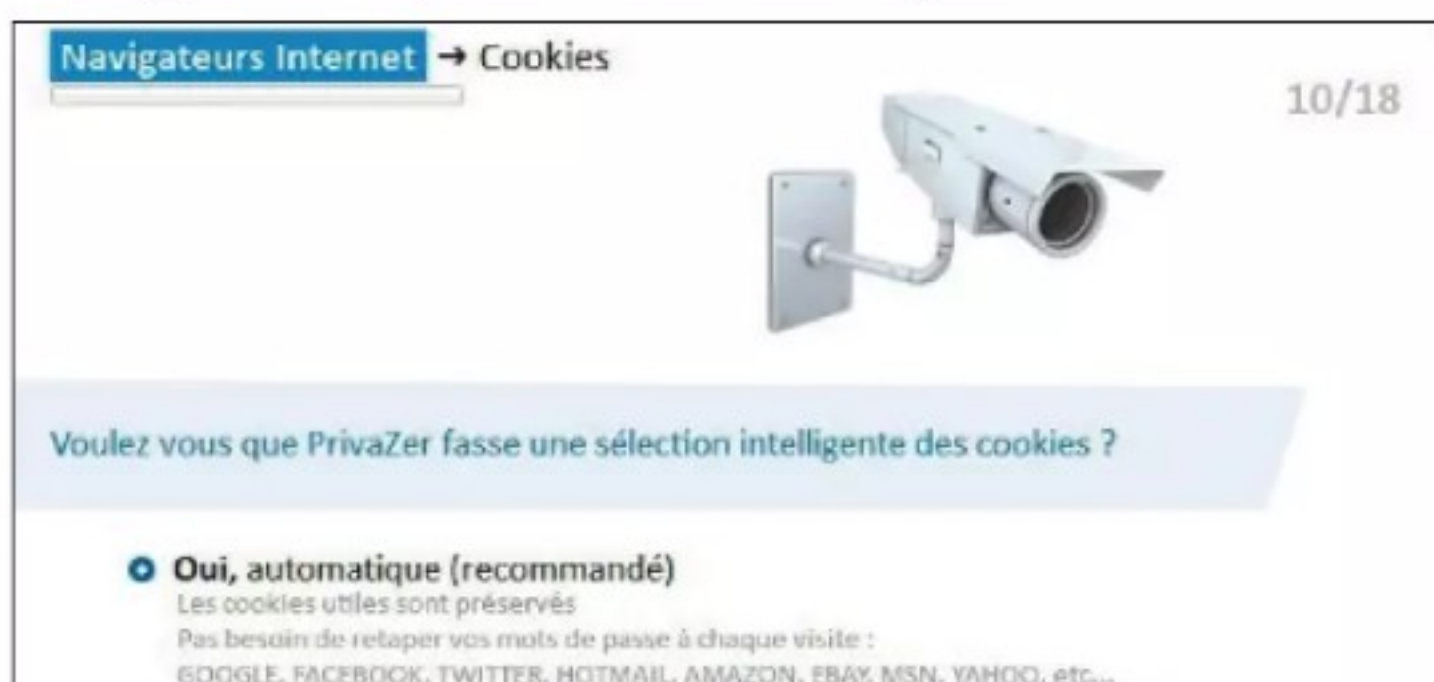 Navigateurs Internet → Cookies
10/18
Voulez vous que PrivaZer fasse une sélection intelligente des cookies ?
Oui, automatique (recommandé)
Les cookies utiles sont préservés
Pas besoin de retaper vos mots de passe à chaque visite :
GOOGLE, FACEBOOK, TWITTER, HOTMAIL, AMAZON, EBAY, MSN, YAHOO, etc...